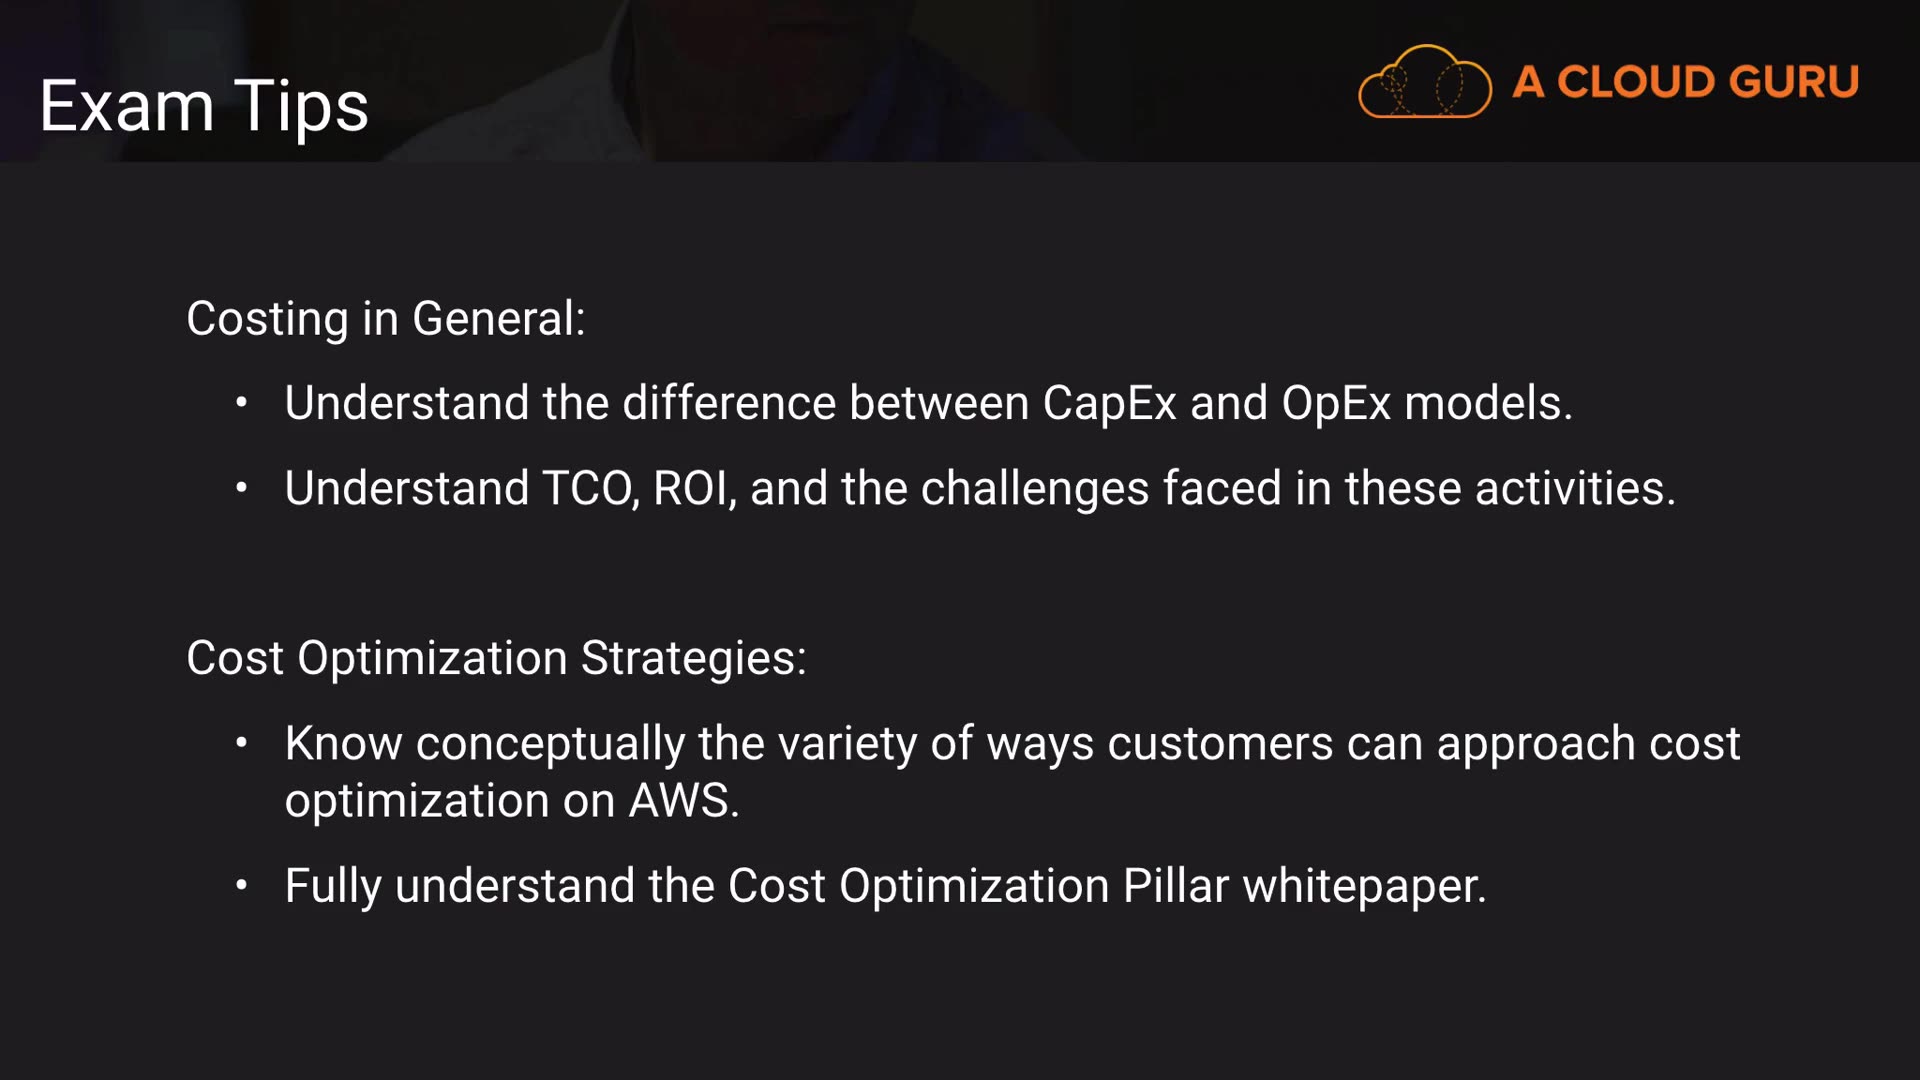 Exam Tips
A CLOUD GURU
Costing in General:
• Understand the difference between CapEx and OpEx models.
• Understand TCO, ROI, and the challenges faced in these activities.
Cost Optimization Strategies:
• Know conceptually the variety of ways customers can approach cost
optimization on AWS.
• Fully understand the Cost Optimization Pillar whitepaper.